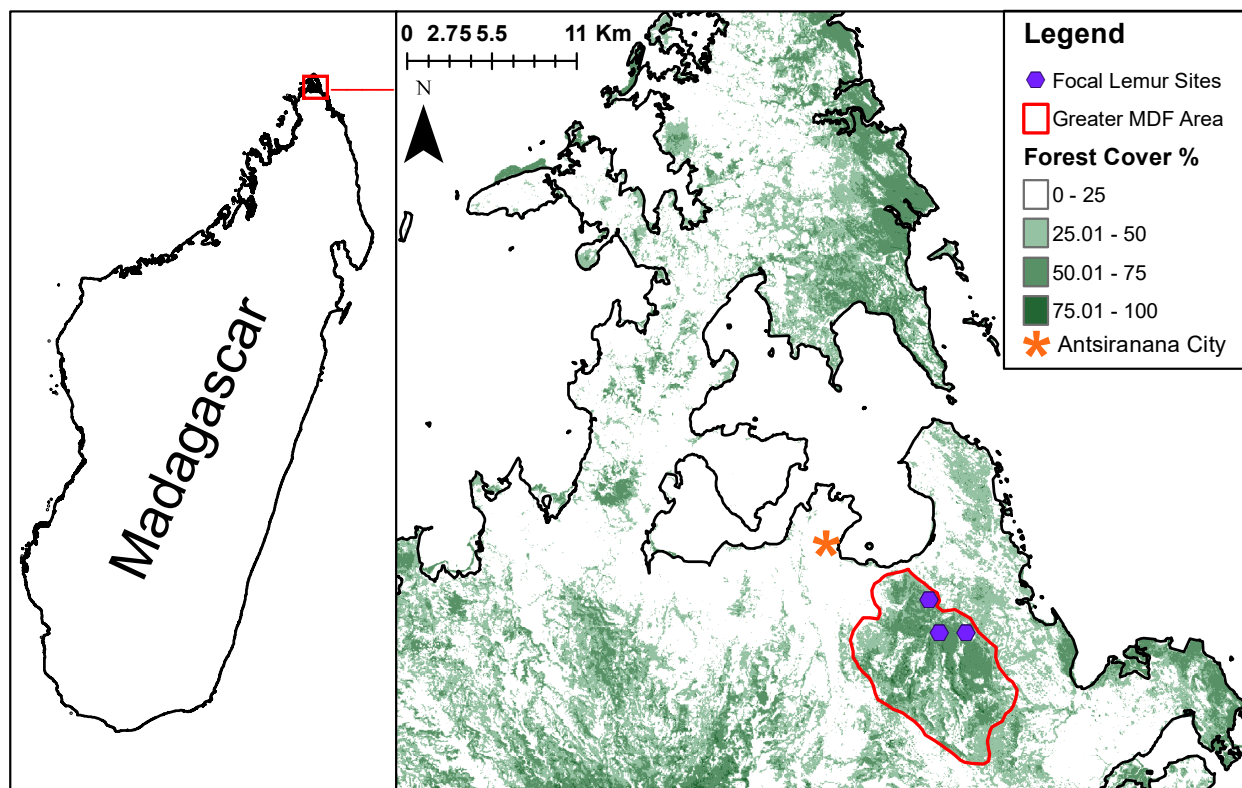 Madagascar
0 2.75 5.5 11 Km
N
Legend
Focal Lemur Sites
Greater MDF Area
Forest Cover %
0 - 25
25.01 - 50
50.01 - 75
75.01 - 100
Antsiranana City